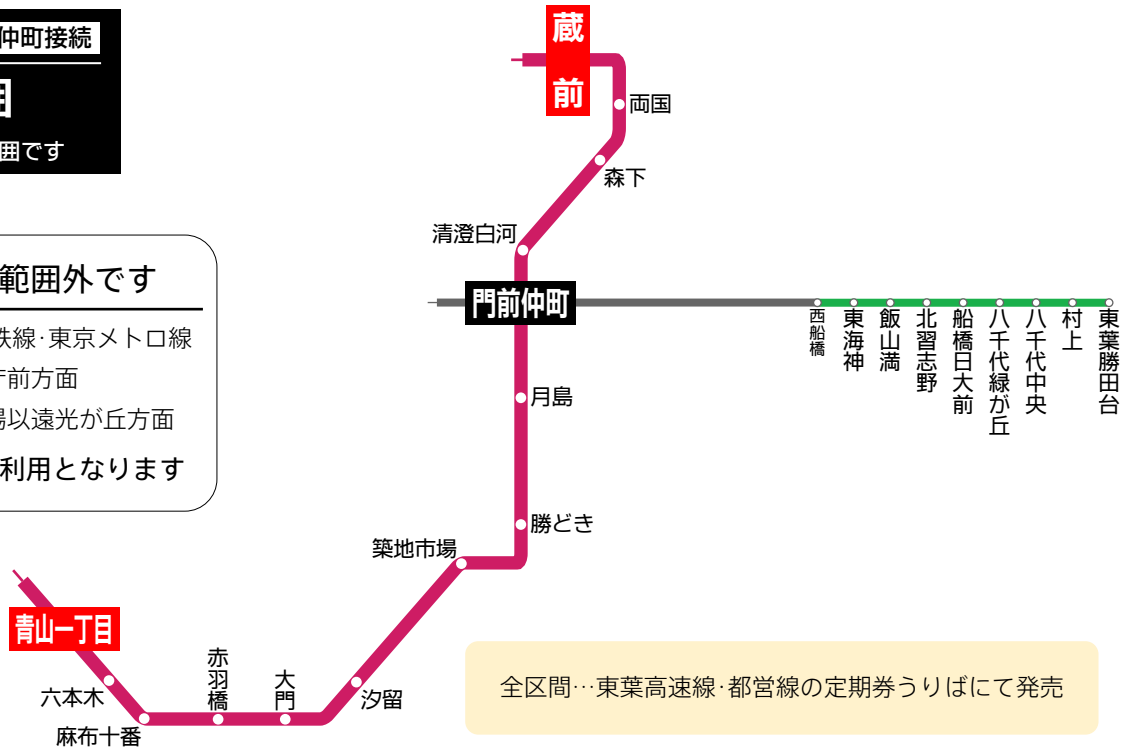 仲町接続
目
囲です
範囲外です
鉄線·東京メトロ線
庁前方面
場以遠光が丘方面
利用となります
蔵前
両国
森下
清澄白河
門前仲町
西船橋
東海神
飯山満
北習志野
船橋日大前
八千代緑が丘
八千代中央
村上
東葉勝田台
月島
勝どき
築地市場
汐留
大門
赤羽橋
麻布十番
六本木
青山一丁目
全区間…東葉高速線·都営線の定期券うりばにて発売